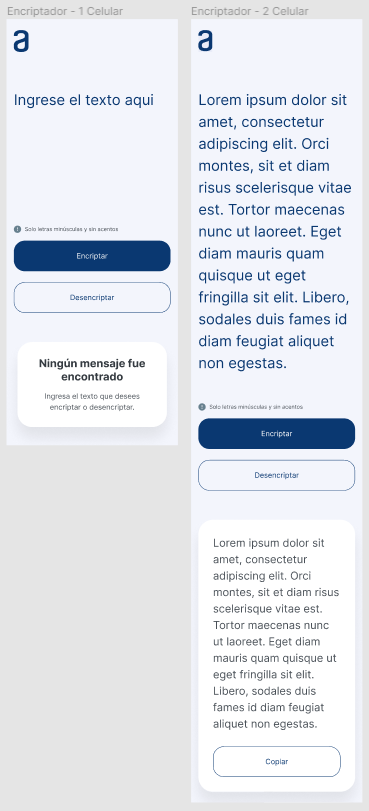 Encriptador - 1 Celular
a
Ingrese el texto aqui
Solo letras minúsculas y sin acentos
Encriptar
Desencriptar
Ningún mensaje fue
encontrado
Ingresa el texto que desees
encriptar o desencriptar.
Encriptador - 2 Celular
a
Lorem ipsum dolor sit
amet, consectetur
adipiscing elit. Orci
montes, sit et diam
risus scelerisque vitae
est. Tortor maecenas
nunc ut laoreet. Eget
diam mauris quam
quisque ut eget
fringilla sit elit. Libero,
sodales duis fames id
diam feugiat aliquet
non egestas.
Solo letras minúsculas y sin acentos
Encriptar
Desencriptar
Lorem ipsum dolor sit
amet, consectetur
adipiscing elit. Orci
montes, sit et diam risus
scelerisque vitae est.
Tortor maecenas nunc
ut laoreet. Eget diam
mauris quam quisque ut
eget fringilla sit elit.
Libero, sodales duis
fames id diam feugiat
aliquet non egestas.
Copiar